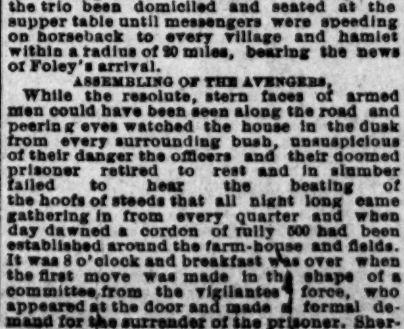 the trio been domiciled and seated at the
supper table until messengers were speeding
on horseback to every village and hamlet
within a radius of 20 miles, bearing the news
of Foley's arrival.
ASSEMBLING OF THE AVENGERS.
While the resolute, stern faces of armed
men could have been seen along the road and
peering eyes watched the house in the dusk
from every surrounding bush, unsuspicious
of their danger the officers and their doomed
prisoner retired to rest and in slumber
failed to hear the beating of
the hoofs of steeds that all night long came
gathering in from every quarter and when
day dawned a cordon of fully 500 had been
established around the farm-house and fields.
It was 8 o'clock and breakfast was over when
the first move was made in the shape of a
committee from the vigilantes' force, who
appeared at the door and made a formal de-
mand for the surrender of the prisoner. Sher-